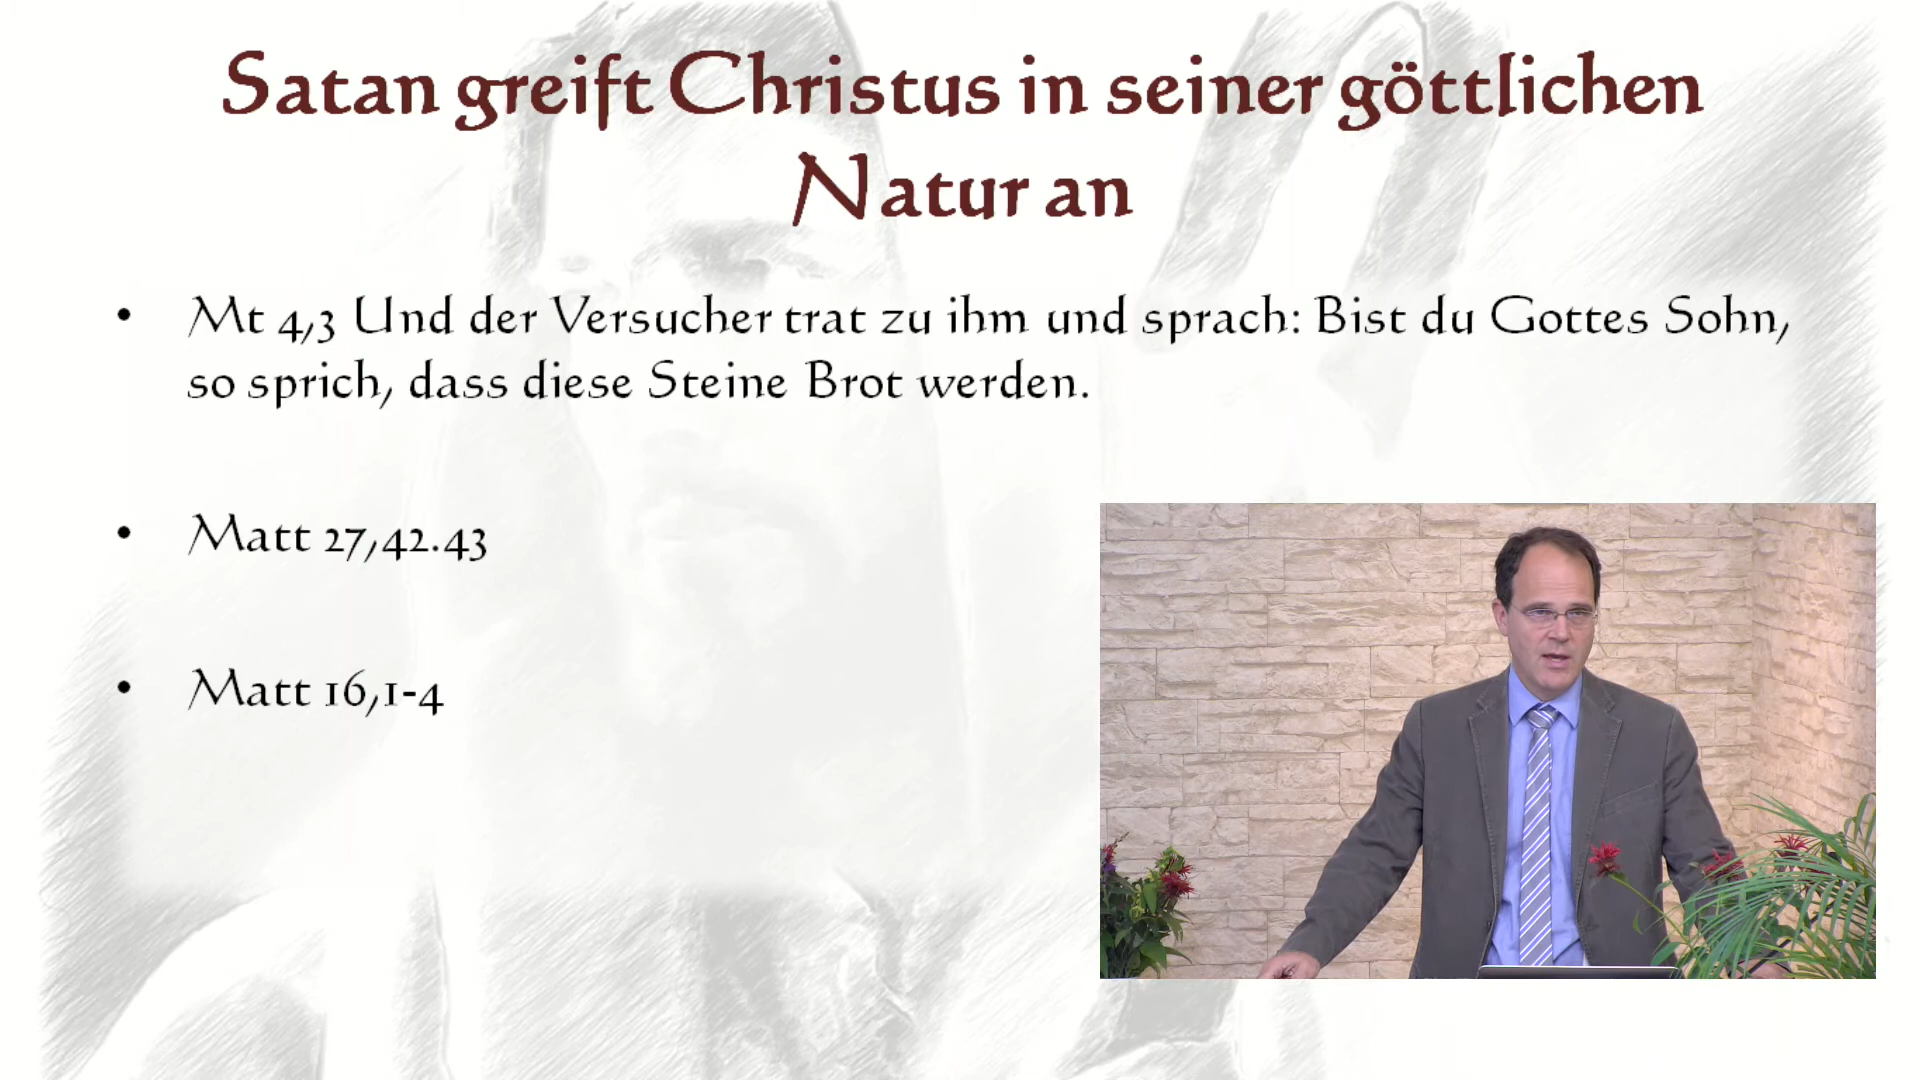 Satan greift Christus in seiner göttlichen
Natur an
• Mt 4,3 Und der Versucher trat zu ihm und sprach: Bist du Gottes Sohn,
so sprich, dass diese Steine Brot werden.
• Matt 27,42.43
• Matt 16,1-4